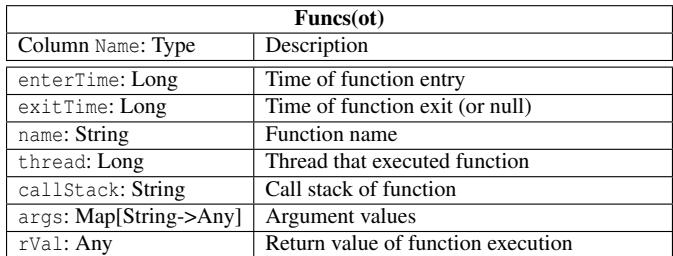 Funcs(ot)
Column Name: Type Description
enterTime: Long Time of function entry
exitTime: Long Time of function exit (or null)
name: String Function name
thread: Long Thread that executed function
callStack: String Call stack of function
args: Map[String->Any] Argument values
rVal: Any Return value of function execution